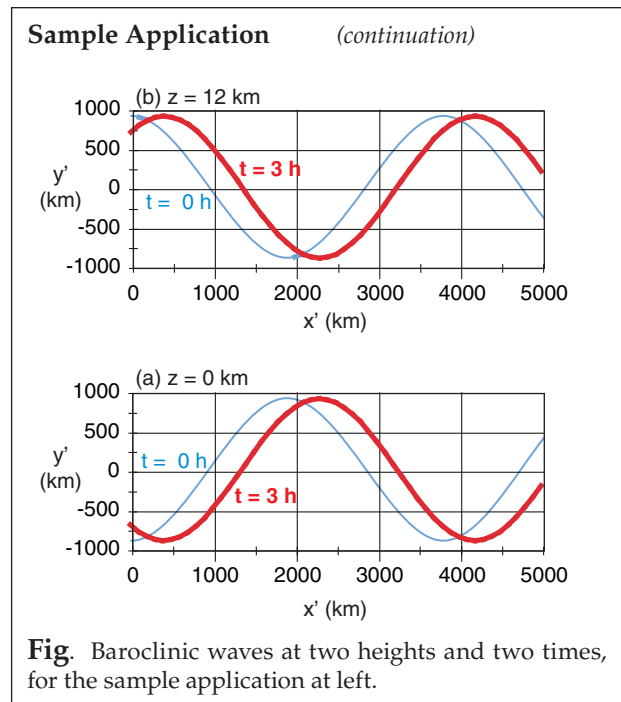 Sample Application (continuation)
(b) z = 12 km
1000
500
0
-500
-1000
y'
(km)
t = 3 h
t = 0 h
0 1000 2000 3000 4000 5000
x' (km)
(a) z = 0 km
1000
500
0
-500
-1000
y'
(km)
t = 0 h
t = 3 h
0 1000 2000 3000 4000 5000
x' (km)
Fig. Baroclinic waves at two heights and two times,
for the sample application at left.